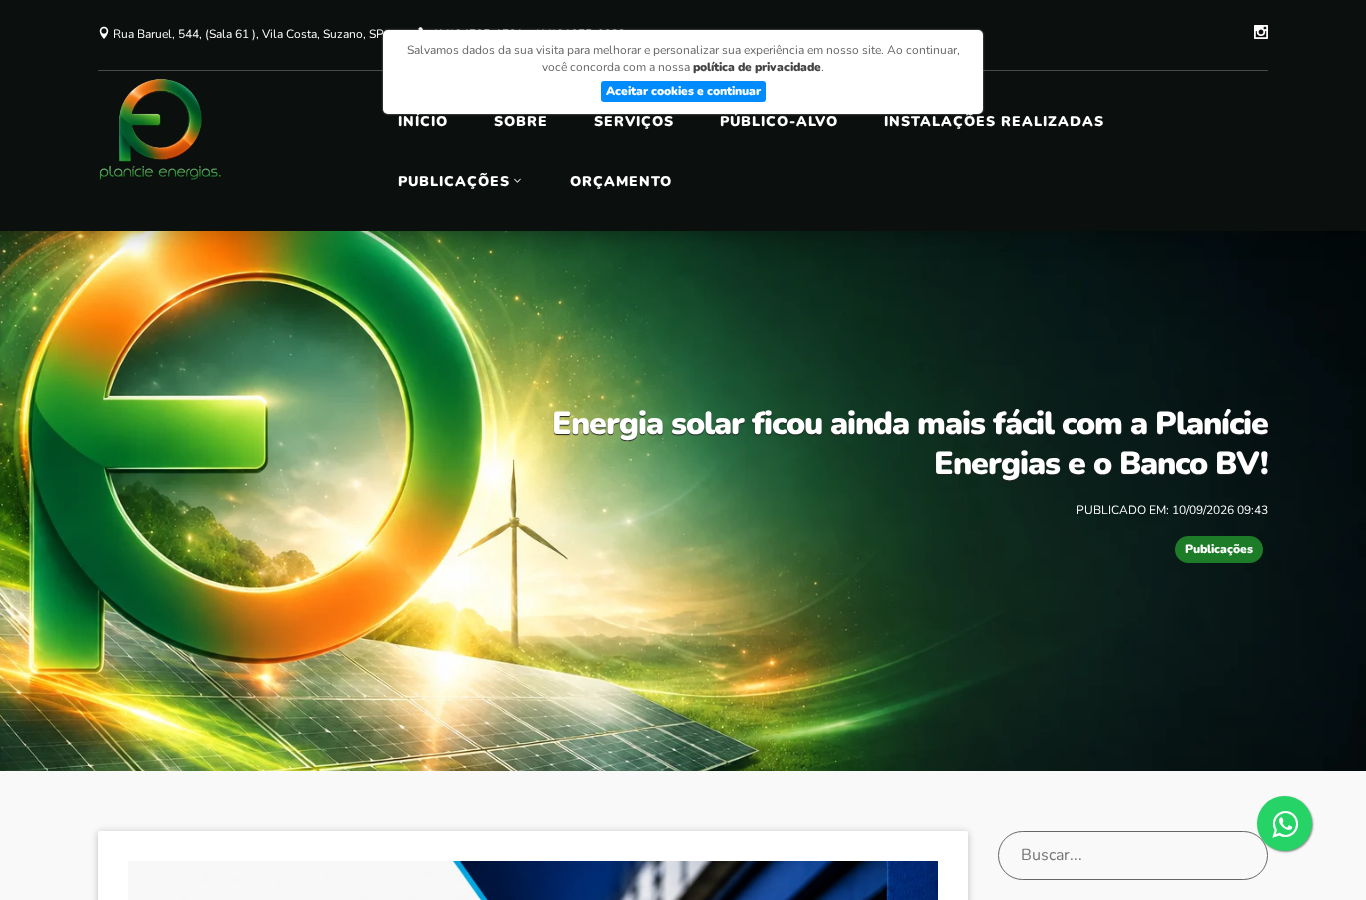 Rua Baruel, 544, (Sala 61 ), Vila Costa, Suzano, SP
Salvamos dados da sua visita para melhorar e personalizar sua experiência em nosso site. Ao continuar,
você concorda com a nossa política de privacidade.
Aceitar cookies e continuar
planície energias.
INÍCIO SOBRE SERVIÇOS PÚBLICO-ALVO INSTALAÇÕES REALIZADAS
PUBLICAÇÕES ORÇAMENTO
Energia solar ficou ainda mais fácil com a Planície
Energias e o Banco BV!
PUBLICADO EM: 10/09/2026 09:43
Publicações
Buscar...